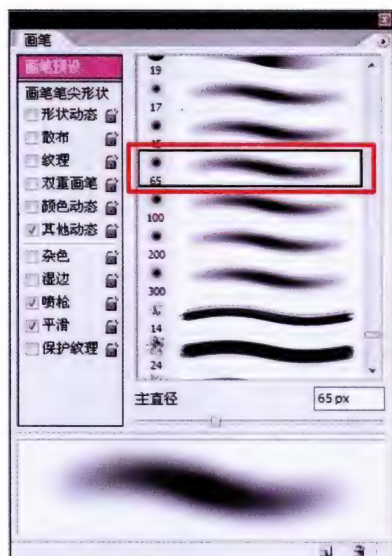 画笔
画笔预设
画笔笔尖形状
形状动态
散布
纹理
双重画笔
颜色动态
其他动态
杂色
湿边
喷枪
平滑
保护纹理
19
17
65
100
200
300
14
24
主直径
65 px